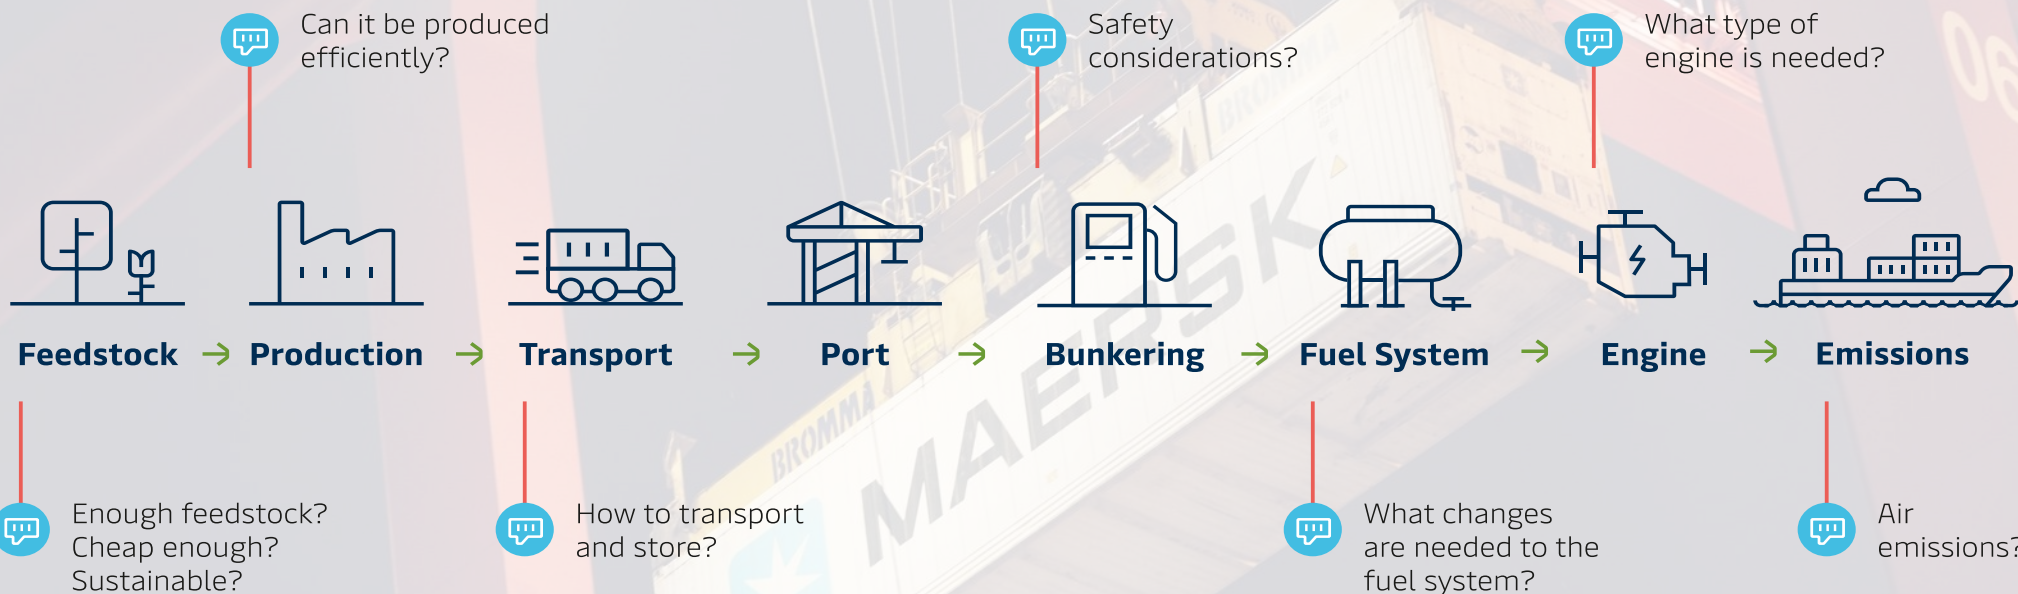 Can it be produced
efficiently?
Safety
considerations?
What type of
engine is needed?
Feedstock → Production → Transport → Port → Bunkering → Fuel System → Engine → Emissions
Enough feedstock?
Cheap enough?
Sustainable?
How to transport
and store?
What changes
are needed to the
fuel system?
Air
emissions?
BROMMA
BROMMA
MAERSK
06